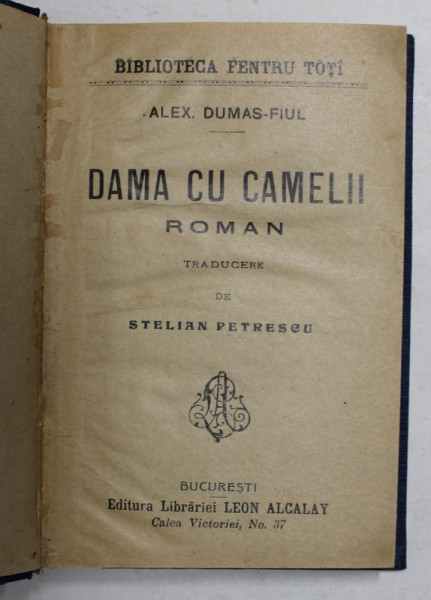 BIBLIOTECA PENTRU TOȚI
ALEX. DUMAS-FIUL
DAMA CU CAMELII
ROMAN
TRADUCERE
DE
STELIAN PETRESCU
BUCUREȘTI
Editura Librăriei LEON ALCALAY
Calea Victoriei, No. 37